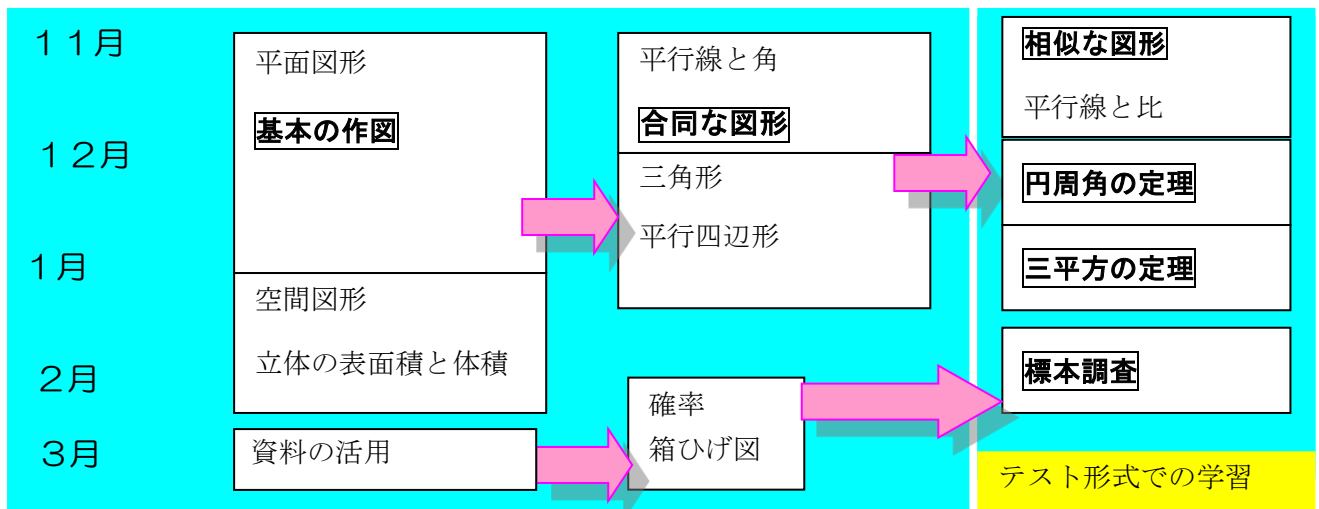 １１月
１２月
１月
２月
３月
平面図形
基本の作図
空間図形
立体の表面積と体積
資料の活用
平行線と角
合同な図形
三角形
平行四辺形
確率
箱ひげ図
相似な図形
平行線と比
円周角の定理
三平方の定理
標本調査
テスト形式での学習